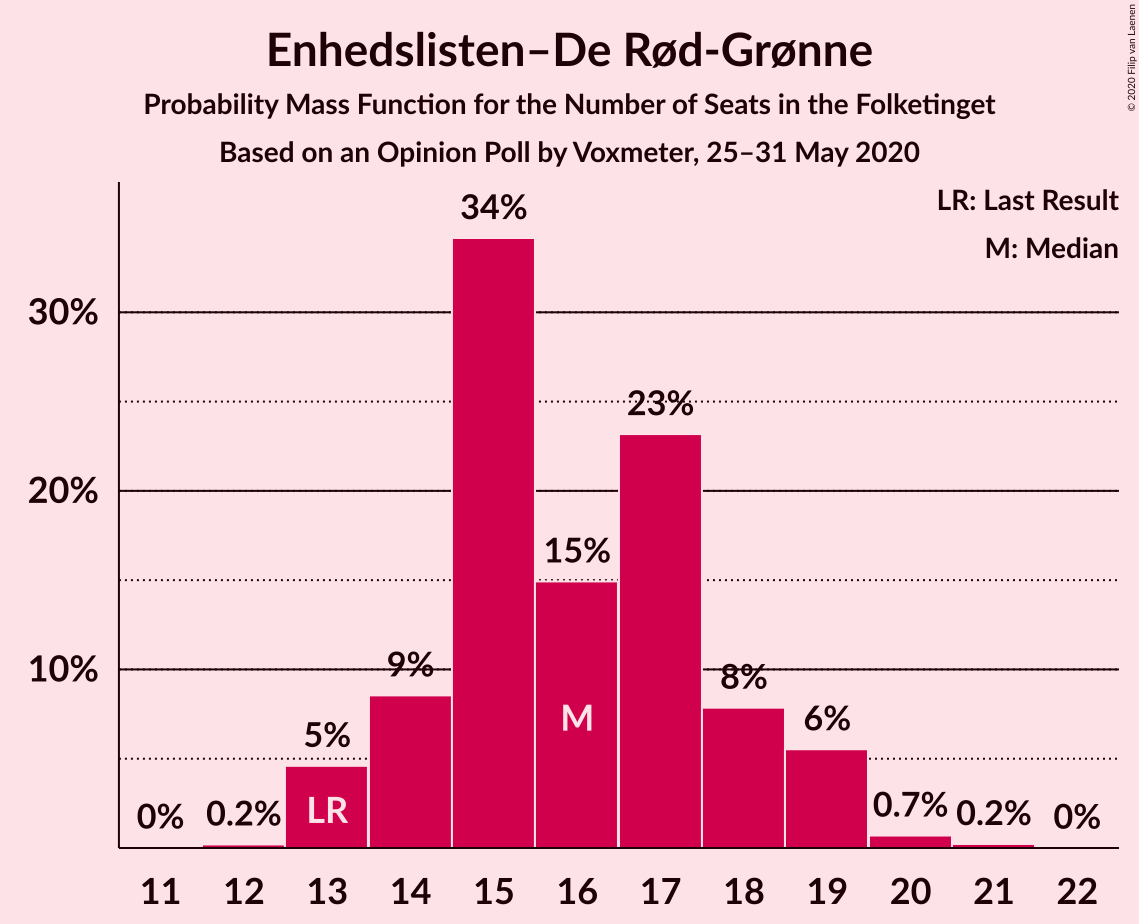 Enhedslisten–De Rød-Grønne
Probability Mass Function for the Number of Seats in the Folketinget
Based on an Opinion Poll by Voxmeter, 25–31 May 2020
© 2020 Filip van Laenen
LR: Last Result
M: Median
30%
20%
10%
0%
0.2%
5%
9%
34%
15%
23%
8%
6%
0.7%
0.2%
0%
LR
M
11 12 13 14 15 16 17 18 19 20 21 22